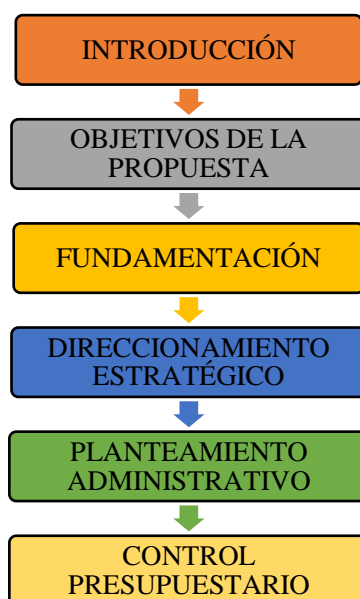 INTRODUCCIÓN
OBJETIVOS DE LA
PROPUESTA
FUNDAMENTACIÓN
DIRECCIONAMIENTO
ESTRATÉGICO
PLANTEAMIENTO
ADMINISTRATIVO
CONTROL
PRESUPUESTARIO